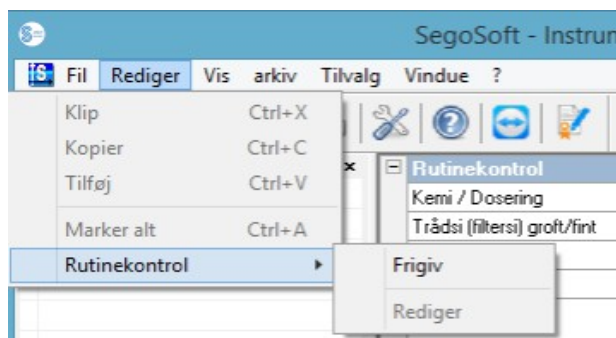 SegoSoft - Instrum
Fil Rediger Vis arkiv Tilvalg Vindue ?
Klip Ctrl+X
Kopier Ctrl+C
Tilføj Ctrl+V
Marker alt Ctrl+A
Rutinekontrol
Frigiv
Rediger
Rutinekontrol
Kemi / Dosering
Trådsi (filtersi) groft/fint